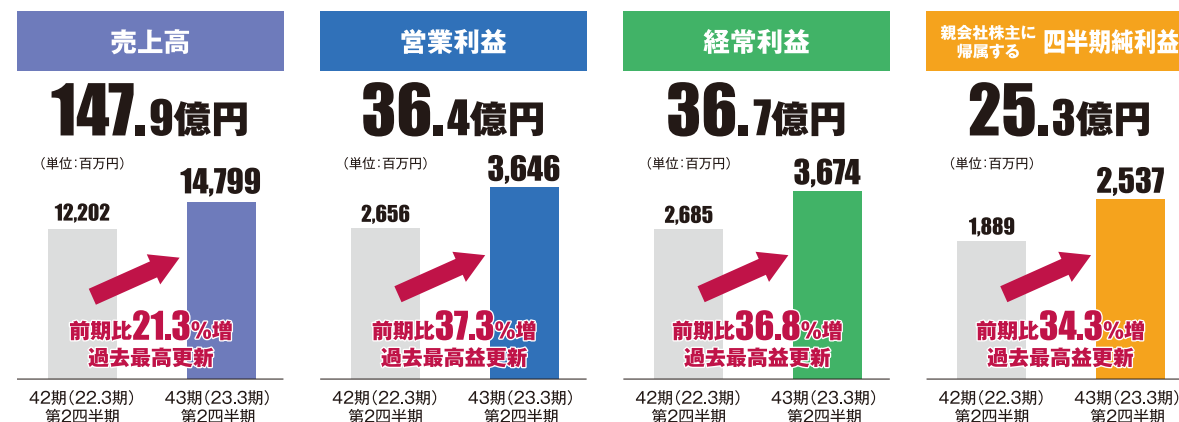 売上高
147.9億円
(単位:百万円)
12,202
14,799
前期比21.3%増
過去最高更新
42期(22.3期)
第2四半期
43期(23.3期)
第2四半期
営業利益
36.4億円
(単位:百万円)
2,656
3,646
前期比37.3%増
過去最高益更新
42期(22.3期)
第2四半期
43期(23.3期)
第2四半期
経常利益
36.7億円
(単位:百万円)
2,685
3,674
前期比36.8%増
過去最高益更新
42期(22.3期)
第2四半期
43期(23.3期)
第2四半期
親会社株主に
帰属する
四半期純利益
25.3億円
(単位:百万円)
1,889
2,537
前期比34.3%増
過去最高益更新
42期(22.3期)
第2四半期
43期(23.3期)
第2四半期